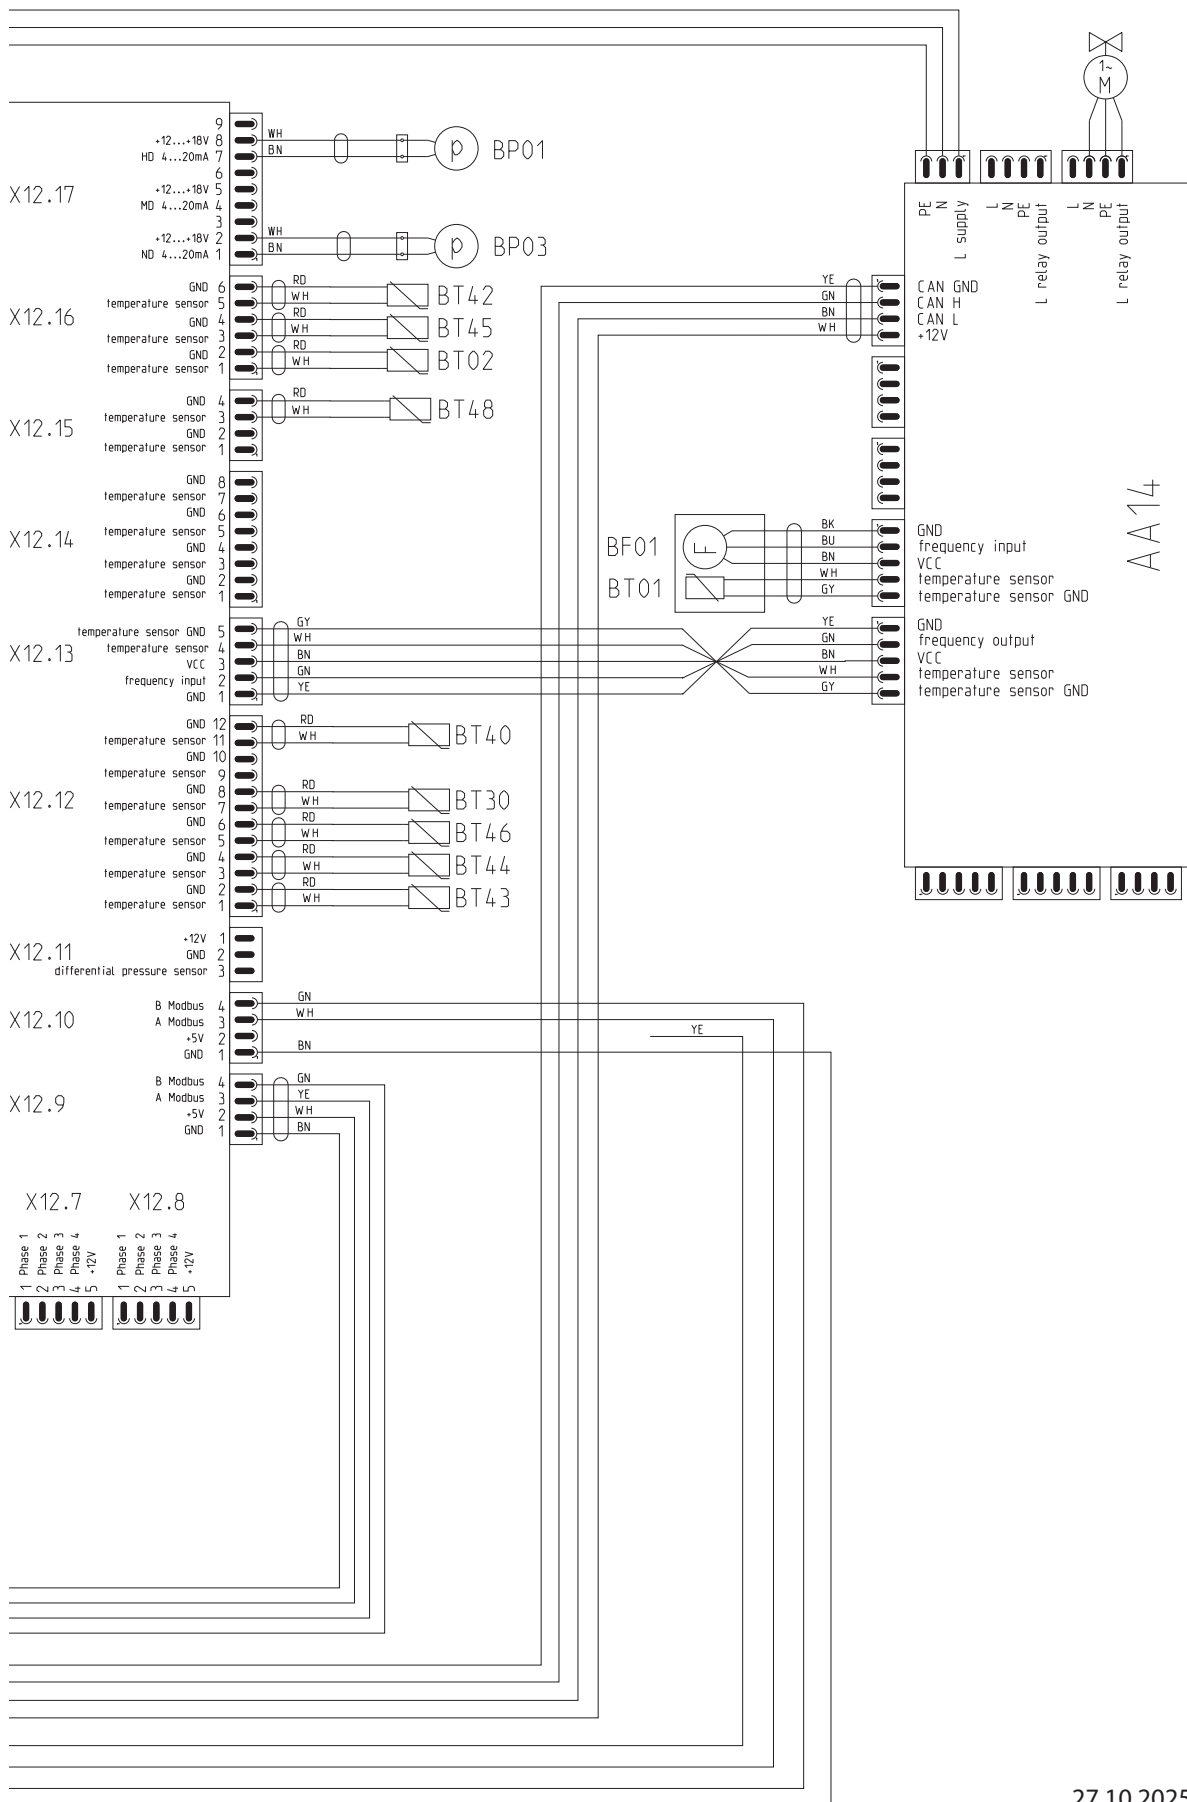 1~
M
9
+12...+18V 8 WH
HD 4...20mA 7 BN
BP01
p
6
X12.17
+12...+18V 5
MD 4...20mA 4
3
+12...+18V 2 WH
ND 4...20mA 1 BN
p
BP03
PE
N
L supply
L
N
PE
L relay output
L
N
PE
L relay output
X12.16
GND 6 RD
temperature sensor 5 WH
BT42
GND 4 RD
temperature sensor 3 WH
BT45
GND 2 RD
temperature sensor 1 WH
BT02
YE CAN GND
GN CAN H
BN CAN L
WH +12V
X12.15
GND 4 RD
temperature sensor 3 WH
BT48
GND 2
temperature sensor 1
X12.14
GND 8
temperature sensor 7
GND 6
temperature sensor 5
GND 4
temperature sensor 3
GND 2
temperature sensor 1
AA14
BF01
F
BT01
BK GND
BU frequency input
BN VCC
WH temperature sensor
GY temperature sensor GND
X12.13
temperature sensor GND 5 GY
temperature sensor 4 WH
VCC 3 BN
frequency input 2 GN
GND 1 YE
YE GND
GN frequency output
BN VCC
WH temperature sensor
GY temperature sensor GND
X12.12
GND 12 RD
temperature sensor 11 WH
BT40
GND 10
temperature sensor 9
GND 8 RD
temperature sensor 7 WH
BT30
GND 6 RD
temperature sensor 5 WH
BT46
GND 4 RD
temperature sensor 3 WH
BT44
GND 2 RD
temperature sensor 1 WH
BT43
X12.11
+12V 1
GND 2
differential pressure sensor 3
X12.10
B Modbus 4 GN
A Modbus 3 WH
+5V 2
GND 1 BN
YE
X12.9
B Modbus 4 GN
A Modbus 3 YE
+5V 2 WH
GND 1 BN
X12.7
X12.8
1 Phase 1
2 Phase 2
3 Phase 3
4 Phase 4
5 +12V
1 Phase 1
2 Phase 2
3 Phase 3
4 Phase 4
5 +12V
27.10.2025